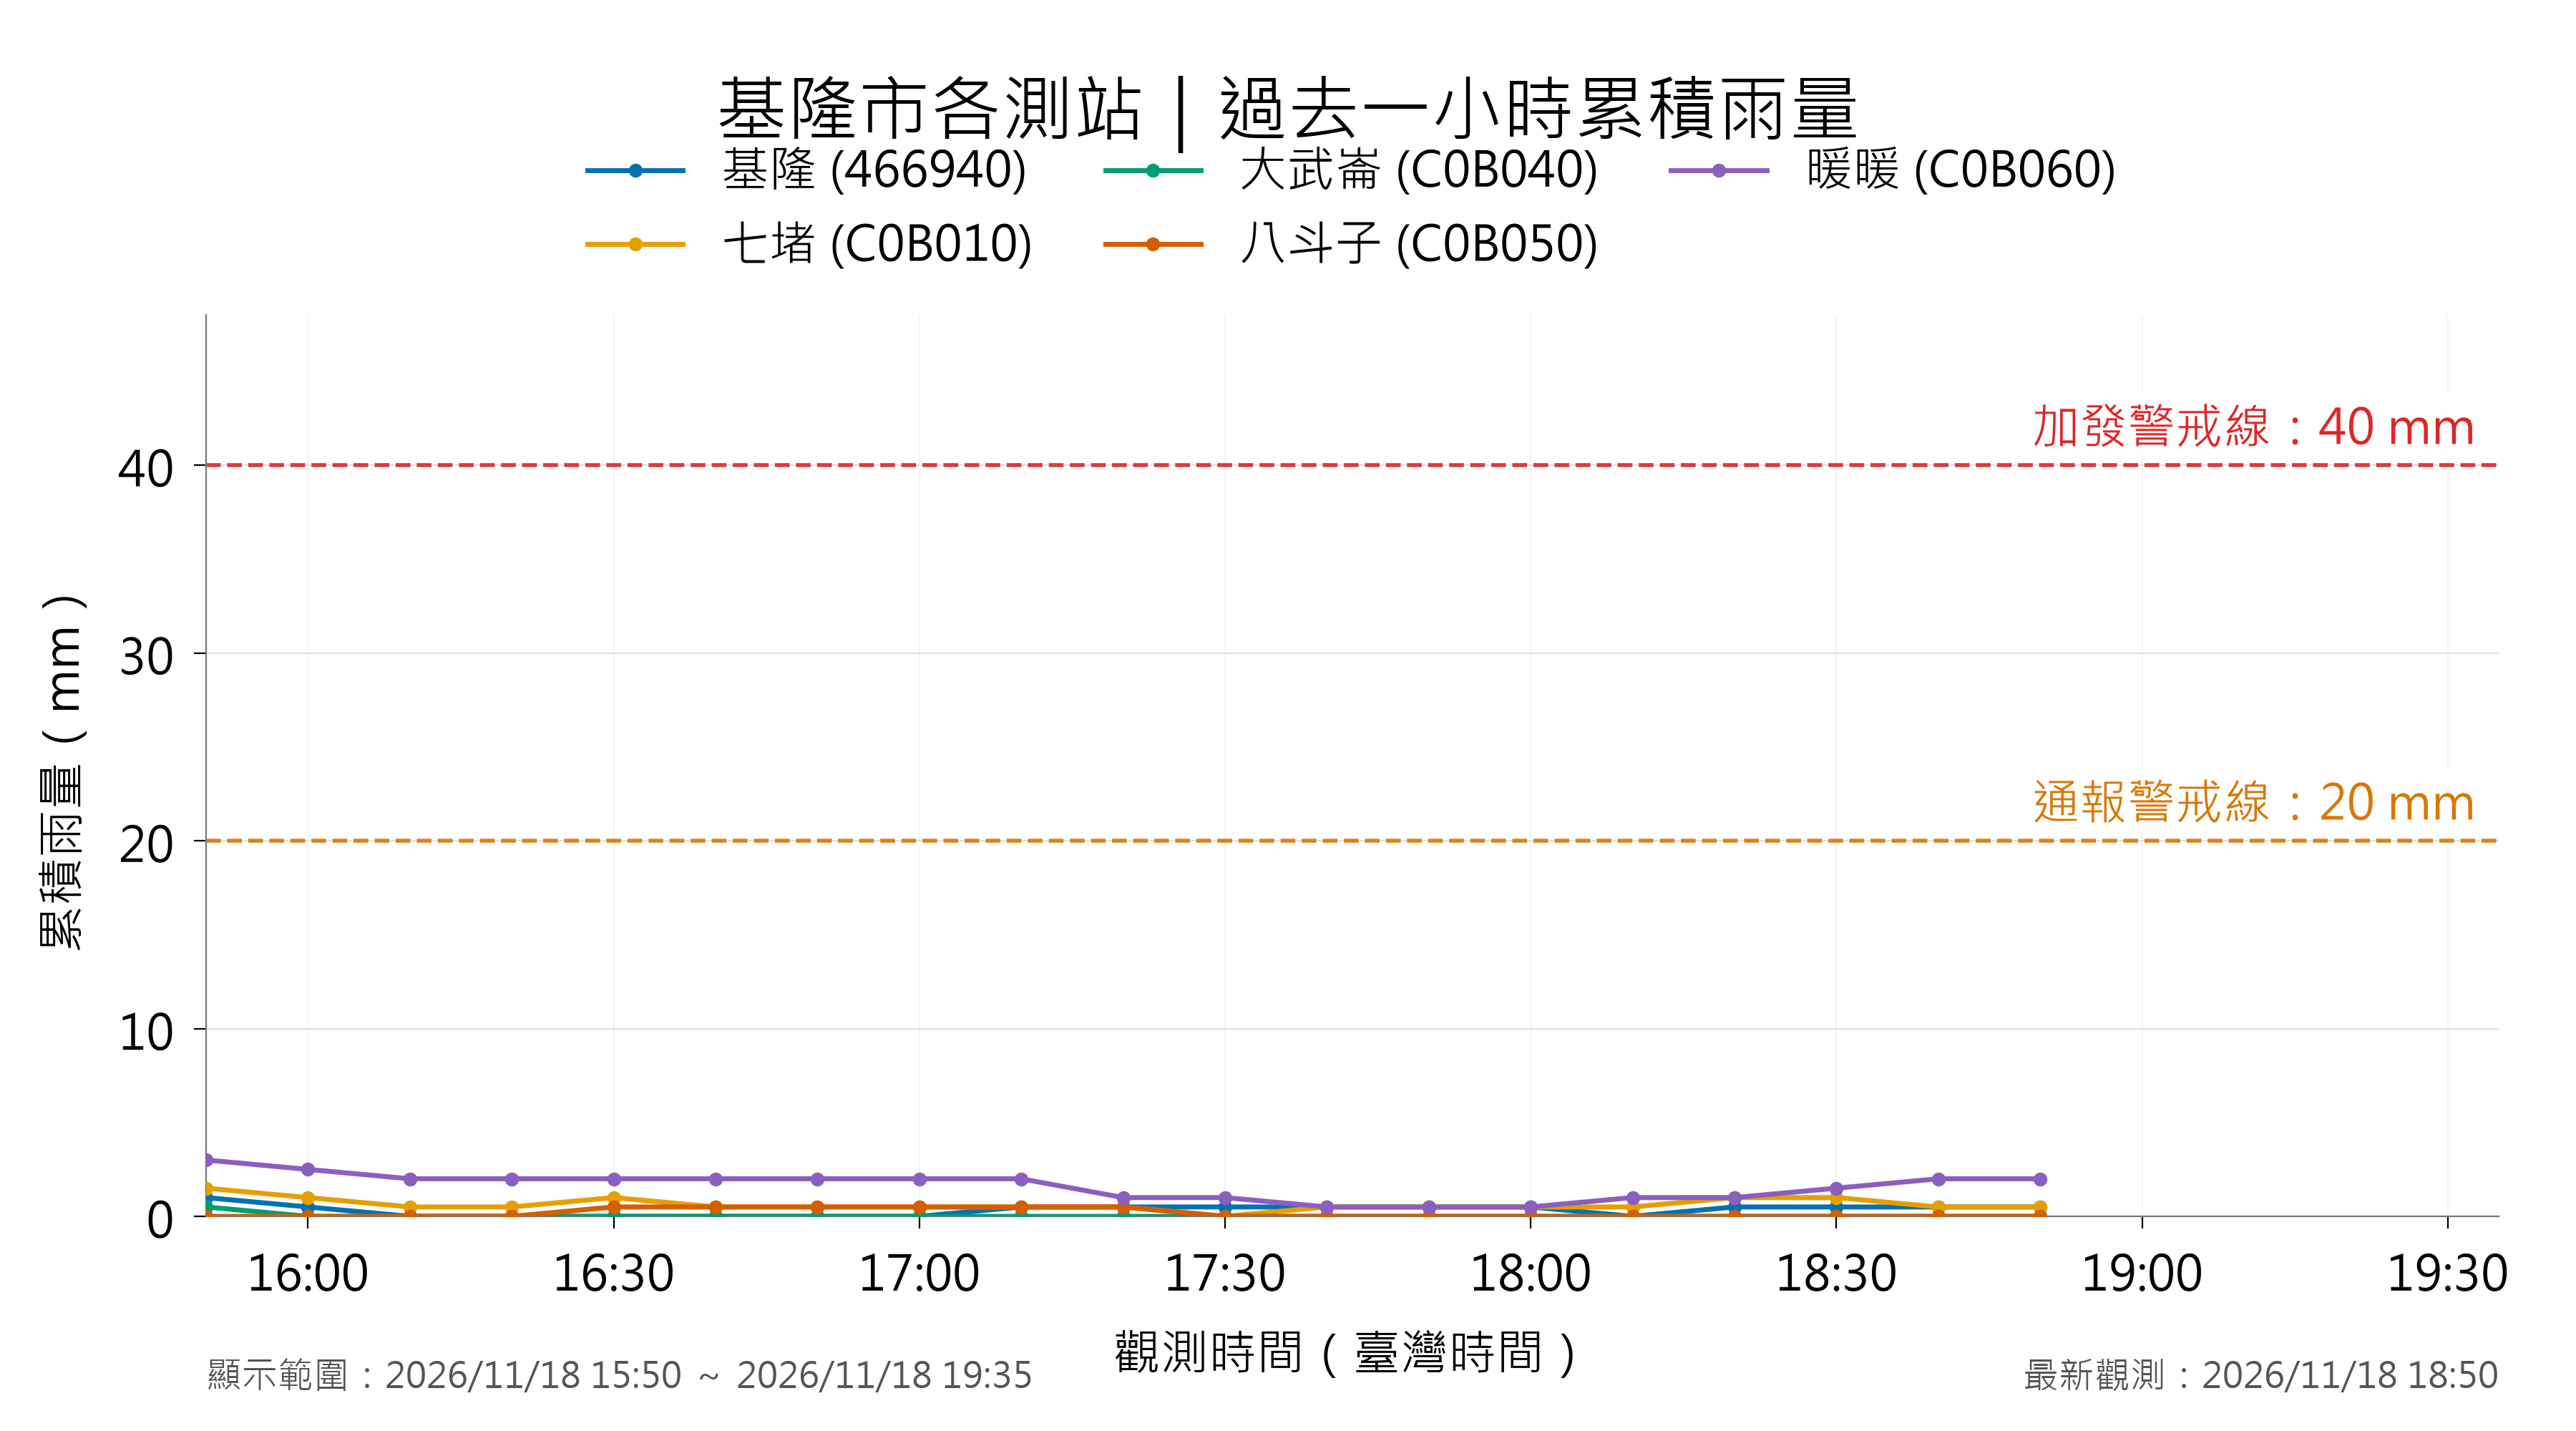 基隆市各測站 | 過去一小時累積雨量
基隆 (466940)
大武崙 (C0B040)
暖暖 (C0B060)
七堵 (C0B010)
八斗子 (C0B050)
累積雨量（mm）
加發警戒線：40 mm
通報警戒線：20 mm
40
30
20
10
0
16:00
16:30
17:00
17:30
18:00
18:30
19:00
19:30
觀測時間（臺灣時間）
顯示範圍：2026/11/18 15:50 ~ 2026/11/18 19:35
最新觀測：2026/11/18 18:50